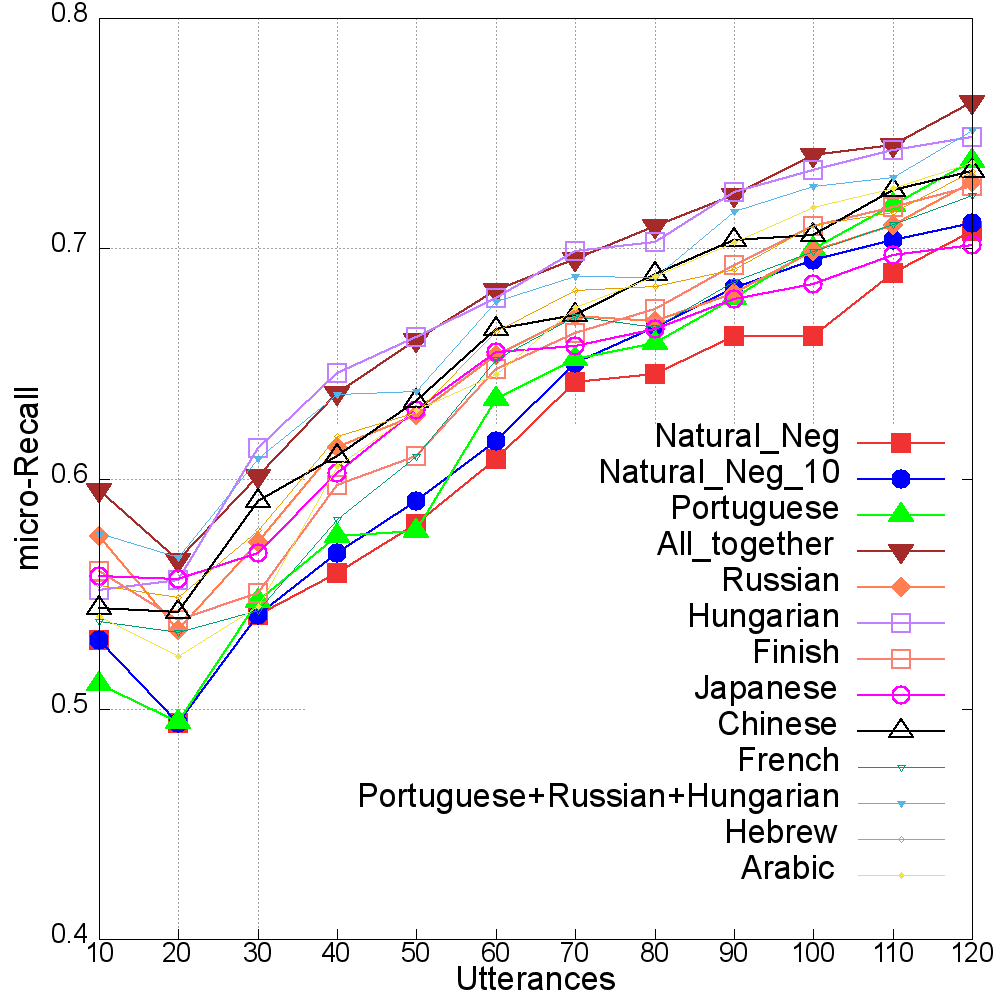 0.8
0.7
0.6
0.5
0.4
micro-Recall
Natural_Neg
Natural_Neg_10
Portuguese
All_together
Russian
Hungarian
Finish
Japanese
Chinese
French
Portuguese+Russian+Hungarian
Hebrew
Arabic
10 20 30 40 50 60 70 80 90 100 110 120
Utterances